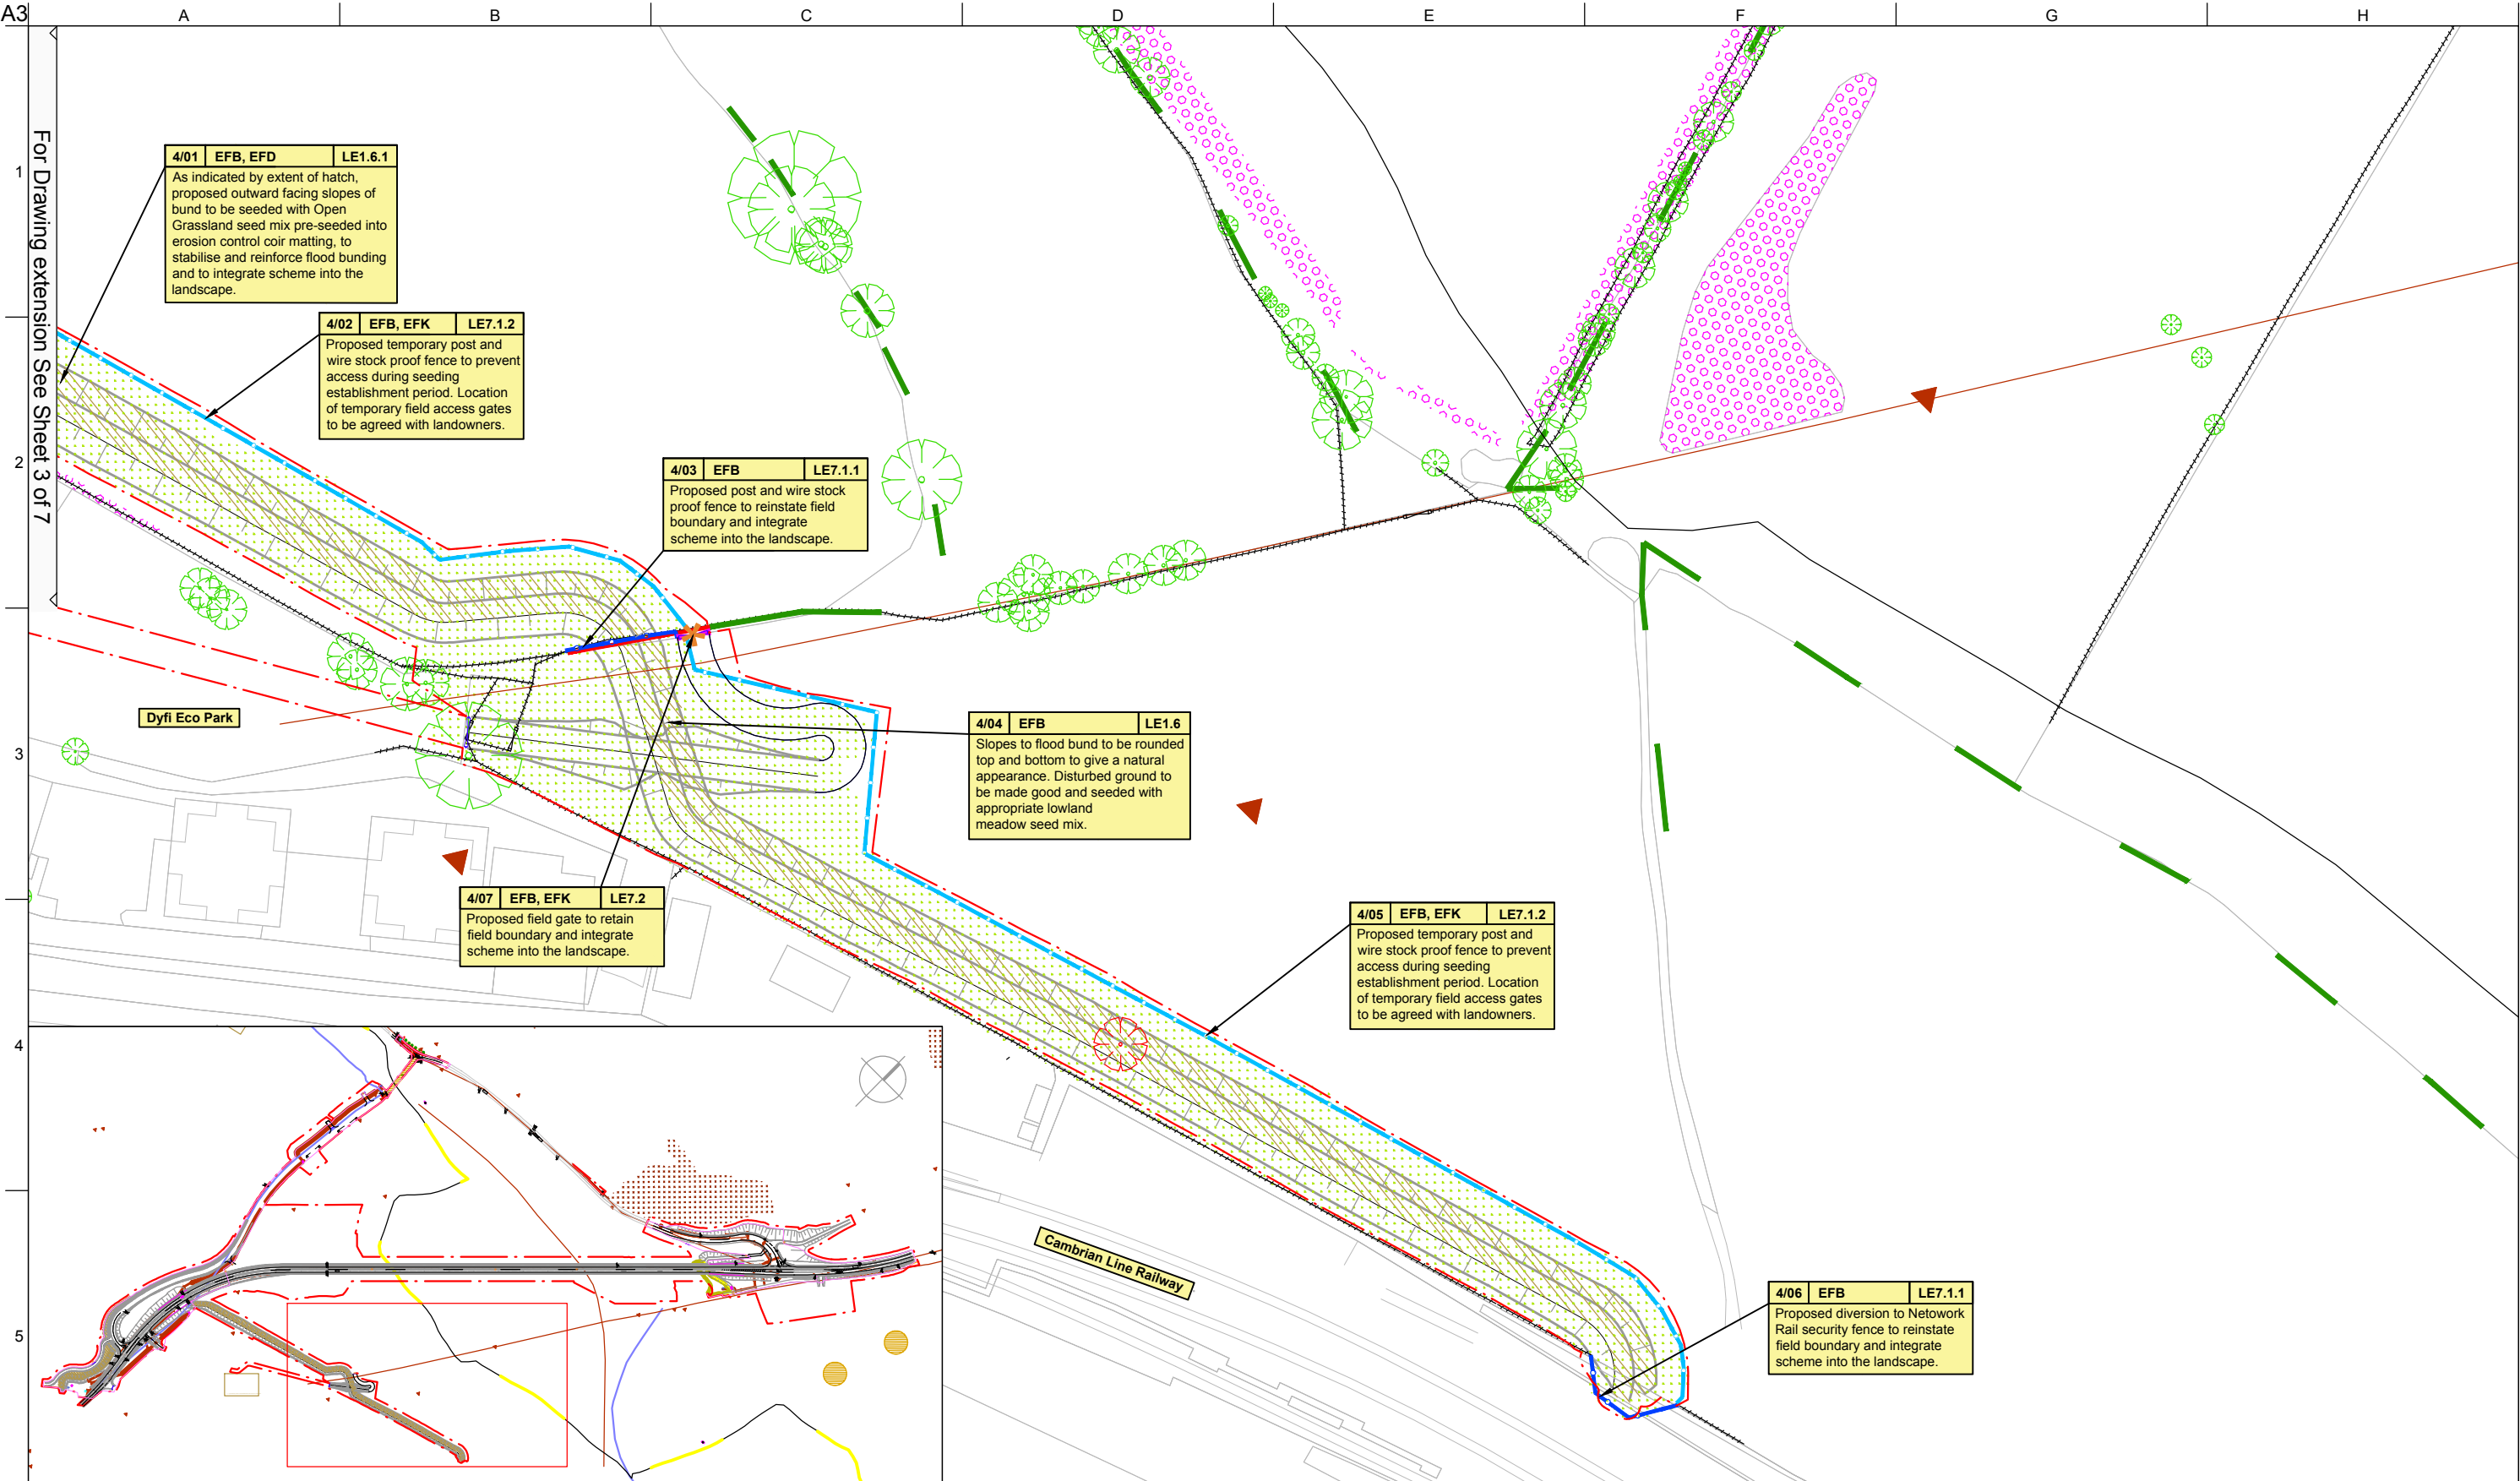 A3
A
B
C
D
E
F
G
H
1
2
3
4
5
For Drawing extension See Sheet 3 of 7
4/01 EFB, EFD LE1.6.1
As indicated by extent of hatch,
proposed outward facing slopes of
bund to be seeded with Open
Grassland seed mix pre-seeded into
erosion control coir matting, to
stabilise and reinforce flood bunding
and to integrate scheme into the
landscape.
4/02 EFB, EFK LE7.1.2
Proposed temporary post and
wire stock proof fence to prevent
access during seeding
establishment period. Location
of temporary field access gates
to be agreed with landowners.
4/03 EFB LE7.1.1
Proposed post and wire stock
proof fence to reinstate field
boundary and integrate
scheme into the landscape.
Dyfi Eco Park
4/04 EFB LE1.6
Slopes to flood bund to be rounded
top and bottom to give a natural
appearance. Disturbed ground to
be made good and seeded with
appropriate lowland
meadow seed mix.
4/07 EFB, EFK LE7.2
Proposed field gate to retain
field boundary and integrate
scheme into the landscape.
4/05 EFB, EFK LE7.1.2
Proposed temporary post and
wire stock proof fence to prevent
access during seeding
establishment period. Location
of temporary field access gates
to be agreed with landowners.
Cambrian Line Railway
4/06 EFB LE7.1.1
Proposed diversion to Netowork
Rail security fence to reinstate
field boundary and integrate
scheme into the landscape.